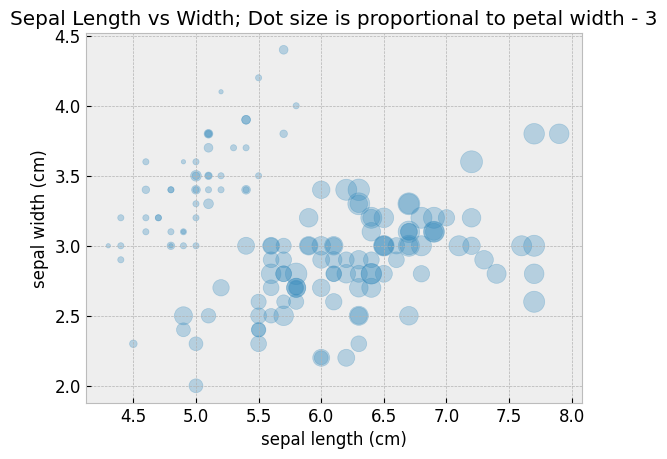 Sepal Length vs Width; Dot size is proportional to petal width - 3
4.5
4.0
3.5
3.0
2.5
2.0
sepal width (cm)
4.5 5.0 5.5 6.0 6.5 7.0 7.5 8.0
sepal length (cm)